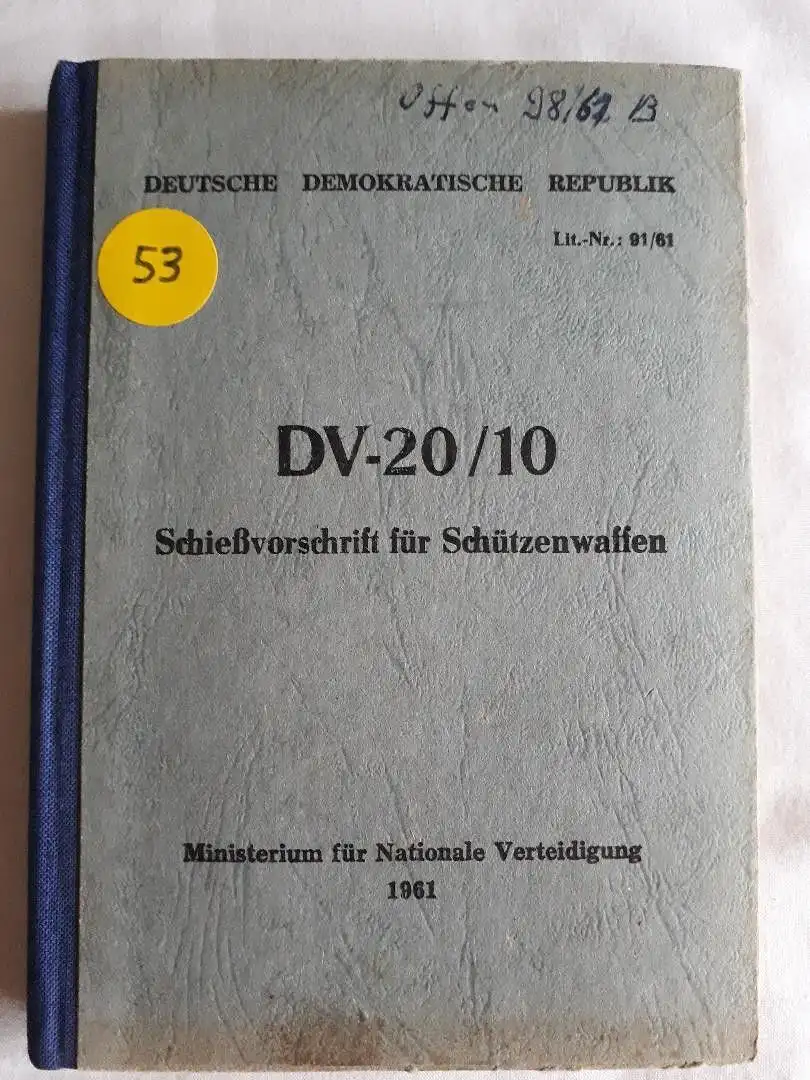 Offen 98/61 B
DEUTSCHE DEMOKRATISCHE REPUBLIK
Lit.-Nr.: 91/61
53
DV-20/10
Schießvorschrift für Schützenwaffen
Ministerium für Nationale Verteidigung
1961